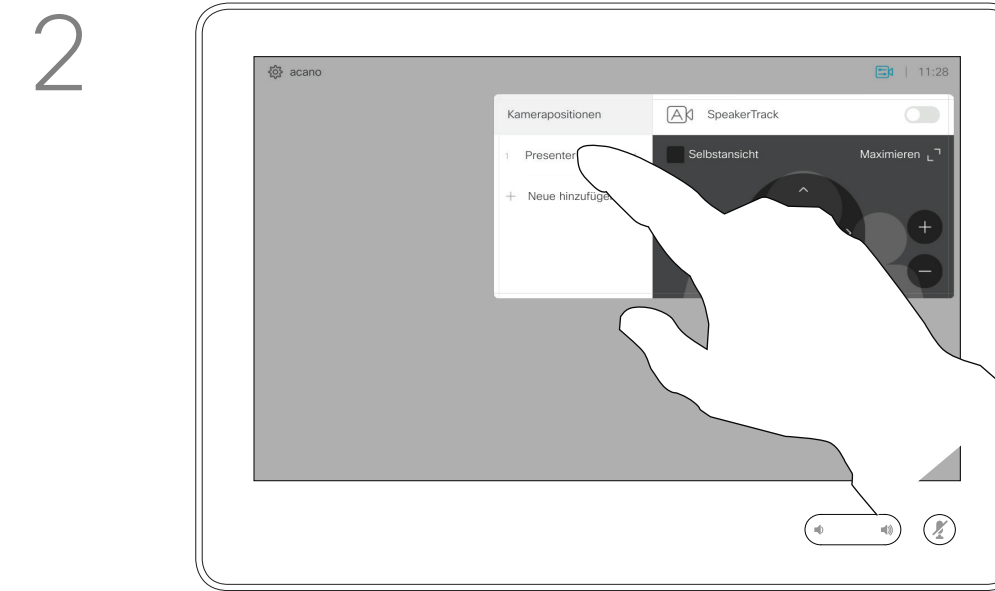 2
acano
11:28
Kamerapositionen
SpeakerTrack
1 Presenter
Selbstansicht
Maximieren
+ Neue hinzufüge